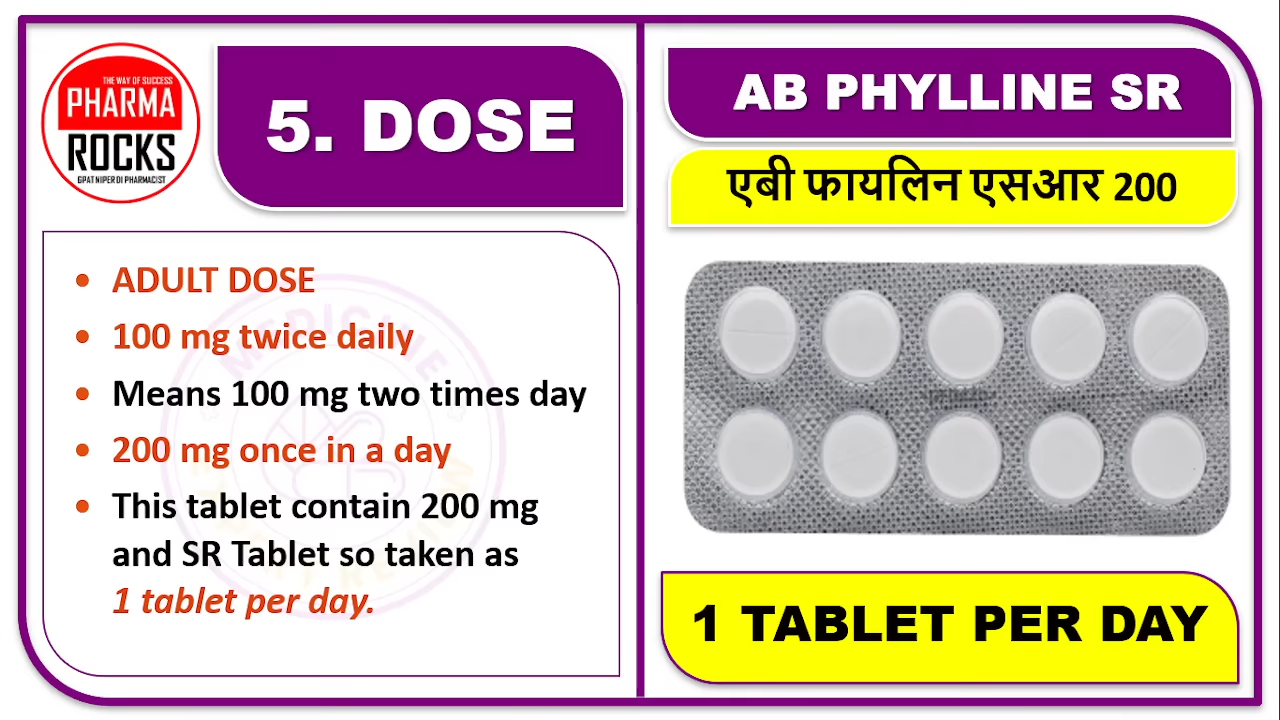 THE WAY OF SUCCESS
PHARMA
ROCKS
GPAT NIPER DI PHARMACIST
5. DOSE
• ADULT DOSE
• 100 mg twice daily
• Means 100 mg two times day
• 200 mg once in a day
• This tablet contain 200 mg
and SR Tablet so taken as
1 tablet per day.
AB PHYLLINE SR
एबी फायलिन एसआर 200
1 TABLET PER DAY
MEDICINE